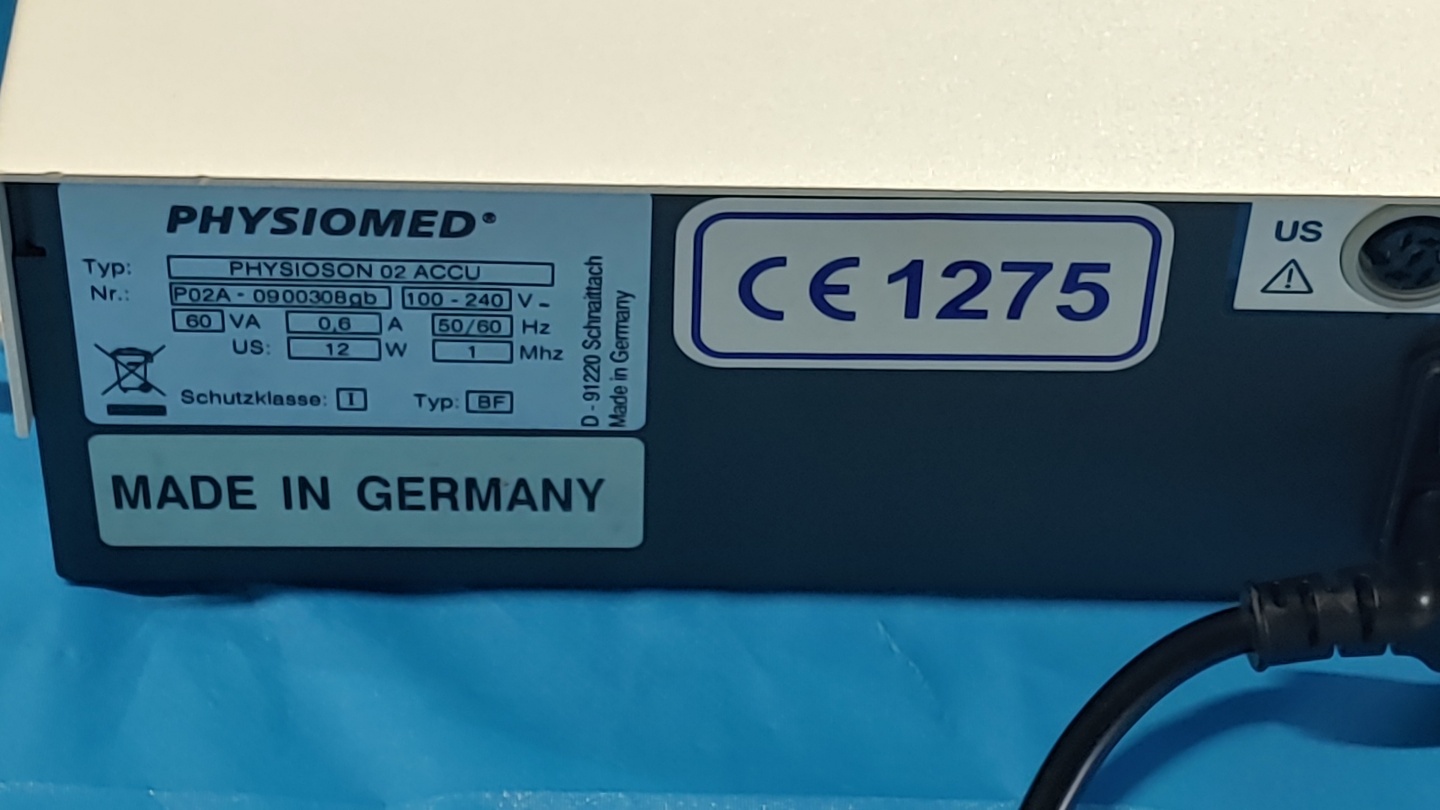 PHYSIOMED®
Typ: PHYSIOSON 02 ACCU
Nr.: P02A - 0900308gb 100 - 240 V ~
60 VA 0,6 A 50/60 Hz
US: 12 W 1 Mhz
Schutzklasse: I Typ: BF
D - 91220 Schnaittach
Made in Germany
MADE IN GERMANY
CE 1275
US